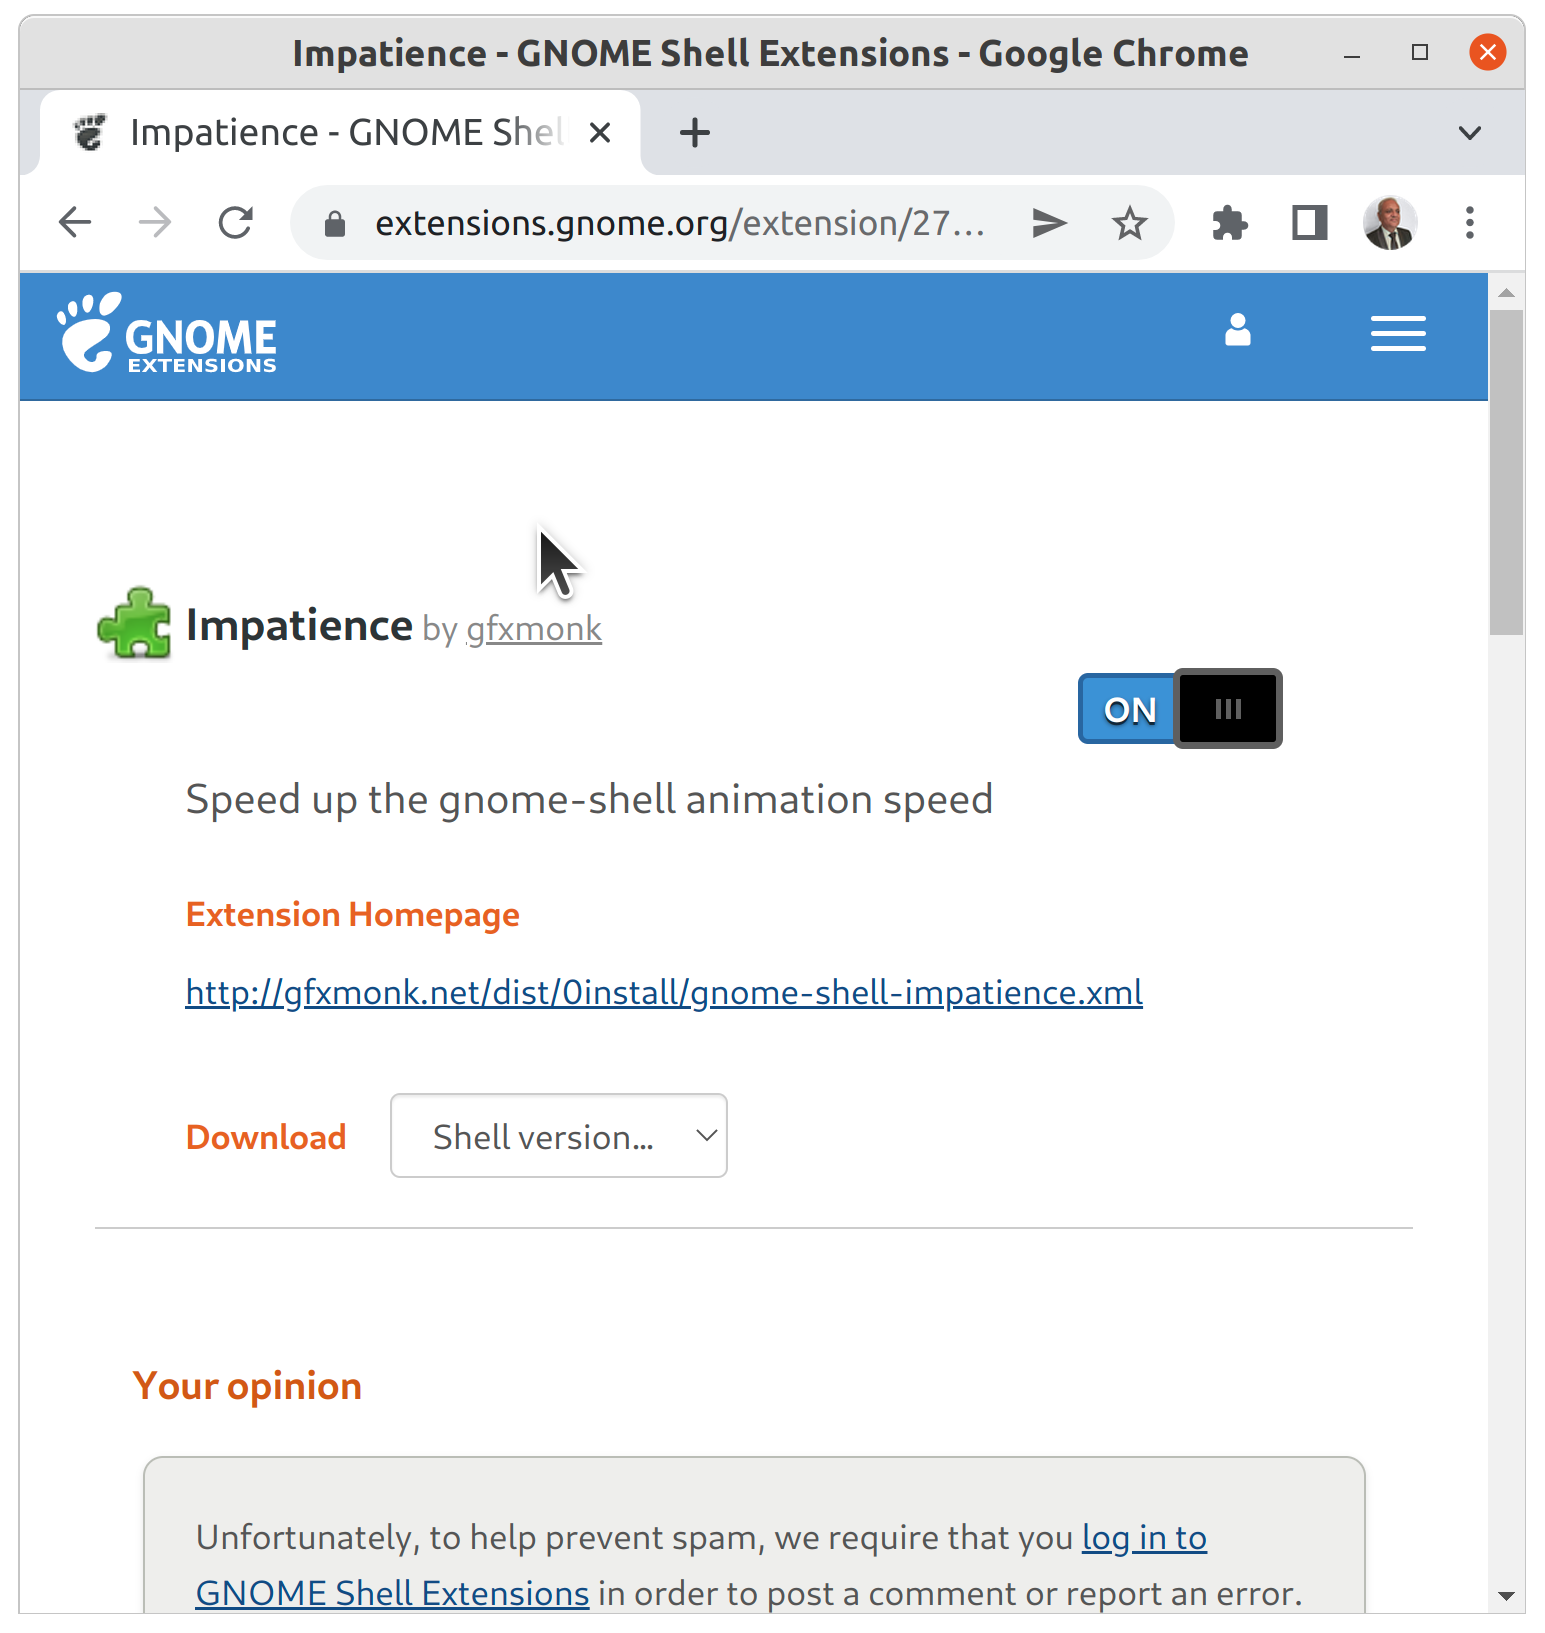 Impatience - GNOME Shell Extensions - Google Chrome
Impatience - GNOME Shel
extensions.gnome.org/extension/27...
GNOME
EXTENSIONS
Impatience by gfxmonk
ON
Speed up the gnome-shell animation speed
Extension Homepage
http://gfxmonk.net/dist/0install/gnome-shell-impatience.xml
Download Shell version...
Your opinion
Unfortunately, to help prevent spam, we require that you log in to
GNOME Shell Extensions in order to post a comment or report an error.